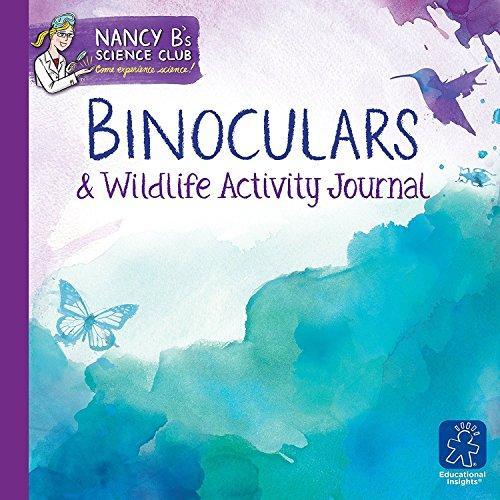 NANCY B's
SCIENCE CLUB
Come experience science!
BINOCULARS
& Wildlife Activity Journal
Educational
Insights®